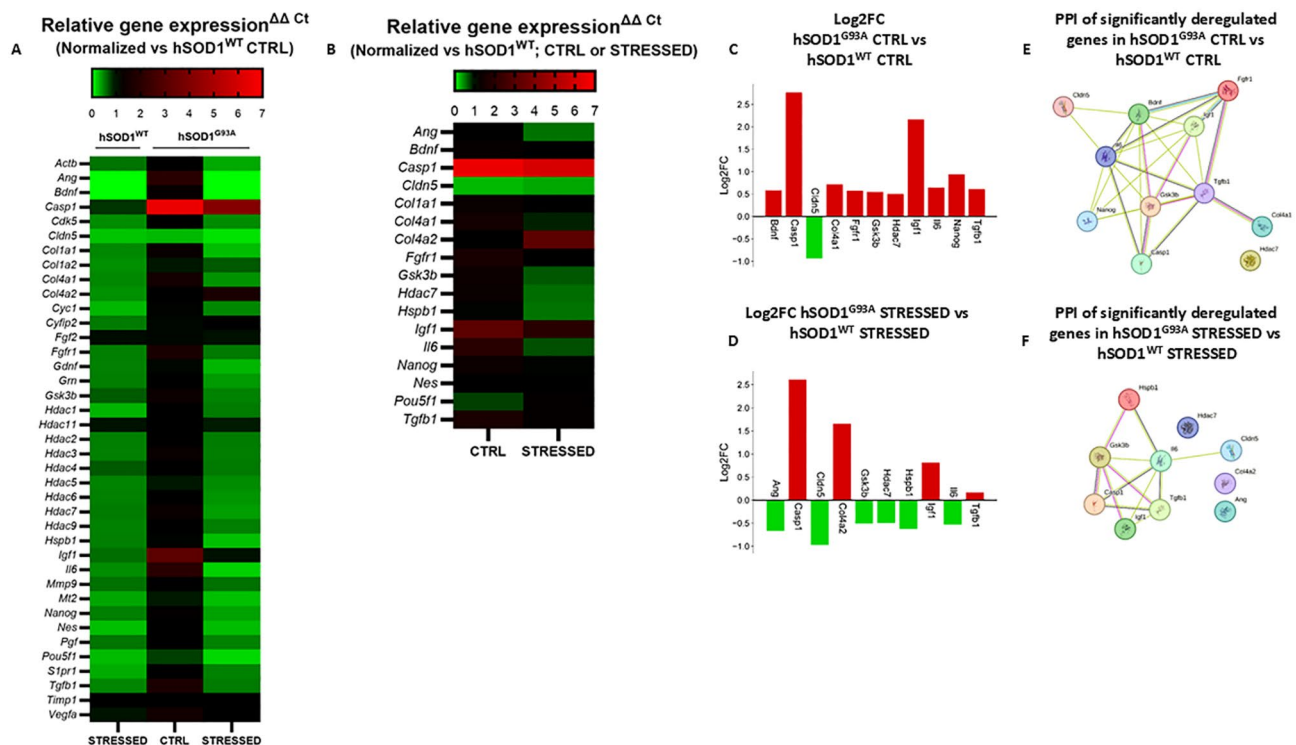 A
Relative gene expression^ΔΔ Ct
(Normalized vs hSOD1^WT CTRL)
0 1 2 3 4 5 6 7
hSOD1^WT hSOD1^G93A
Actb
Ang
Bdnf
Casp1
Cdk5
Cldn5
Col1a1
Col1a2
Col4a1
Col4a2
Cyc1
Cyfip2
Fgf2
Fgfr1
Gdnf
Grn
Gsk3b
Hdac1
Hdac11
Hdac2
Hdac3
Hdac4
Hdac5
Hdac6
Hdac7
Hdac9
Hspb1
Igf1
Il6
Mmp9
Mt2
Nanog
Nes
Pgf
Pou5f1
S1pr1
Tgfb1
Timp1
Vegfa
STRESSED CTRL STRESSED
B
Relative gene expression^ΔΔ Ct
(Normalized vs hSOD1^WT; CTRL or STRESSED)
0 1 2 3 4 5 6 7
Ang
Bdnf
Casp1
Cldn5
Col1a1
Col4a1
Col4a2
Fgfr1
Gsk3b
Hdac7
Hspb1
Igf1
Il6
Nanog
Nes
Pou5f1
Tgfb1
CTRL STRESSED
C
Log2FC
hSOD1^G93A CTRL vs
hSOD1^WT CTRL
Log2FC
2.5
2.0
1.5
1.0
0.5
0.0
−0.5
−1.0
Bdnf
Casp1
Cldn5
Col4a1
Fgfr1
Gsk3b
Hdac7
Igf1
Il6
Nanog
Tgfb1
D
Log2FC hSOD1^G93A STRESSED vs
hSOD1^WT STRESSED
Log2FC
2.5
2.0
1.5
1.0
0.5
0.0
−0.5
−1.0
Ang
Casp1
Cldn5
Col4a2
Gsk3b
Hdac7
Hspb1
Igf1
Il6
Tgfb1
E
PPI of significantly deregulated
genes in hSOD1^G93A CTRL vs
hSOD1^WT CTRL
Fgfr1
Cldn5
Bdnf
Igf1
Il6
Tgfb1
Gsk3b
Nanog
Col4a1
Casp1
Hdac7
F
PPI of significantly deregulated
genes in hSOD1^G93A STRESSED vs
hSOD1^WT STRESSED
Hspb1
Hdac7
Cldn5
Gsk3b
Il6
Col4a2
Casp1
Tgfb1
Ang
Igf1